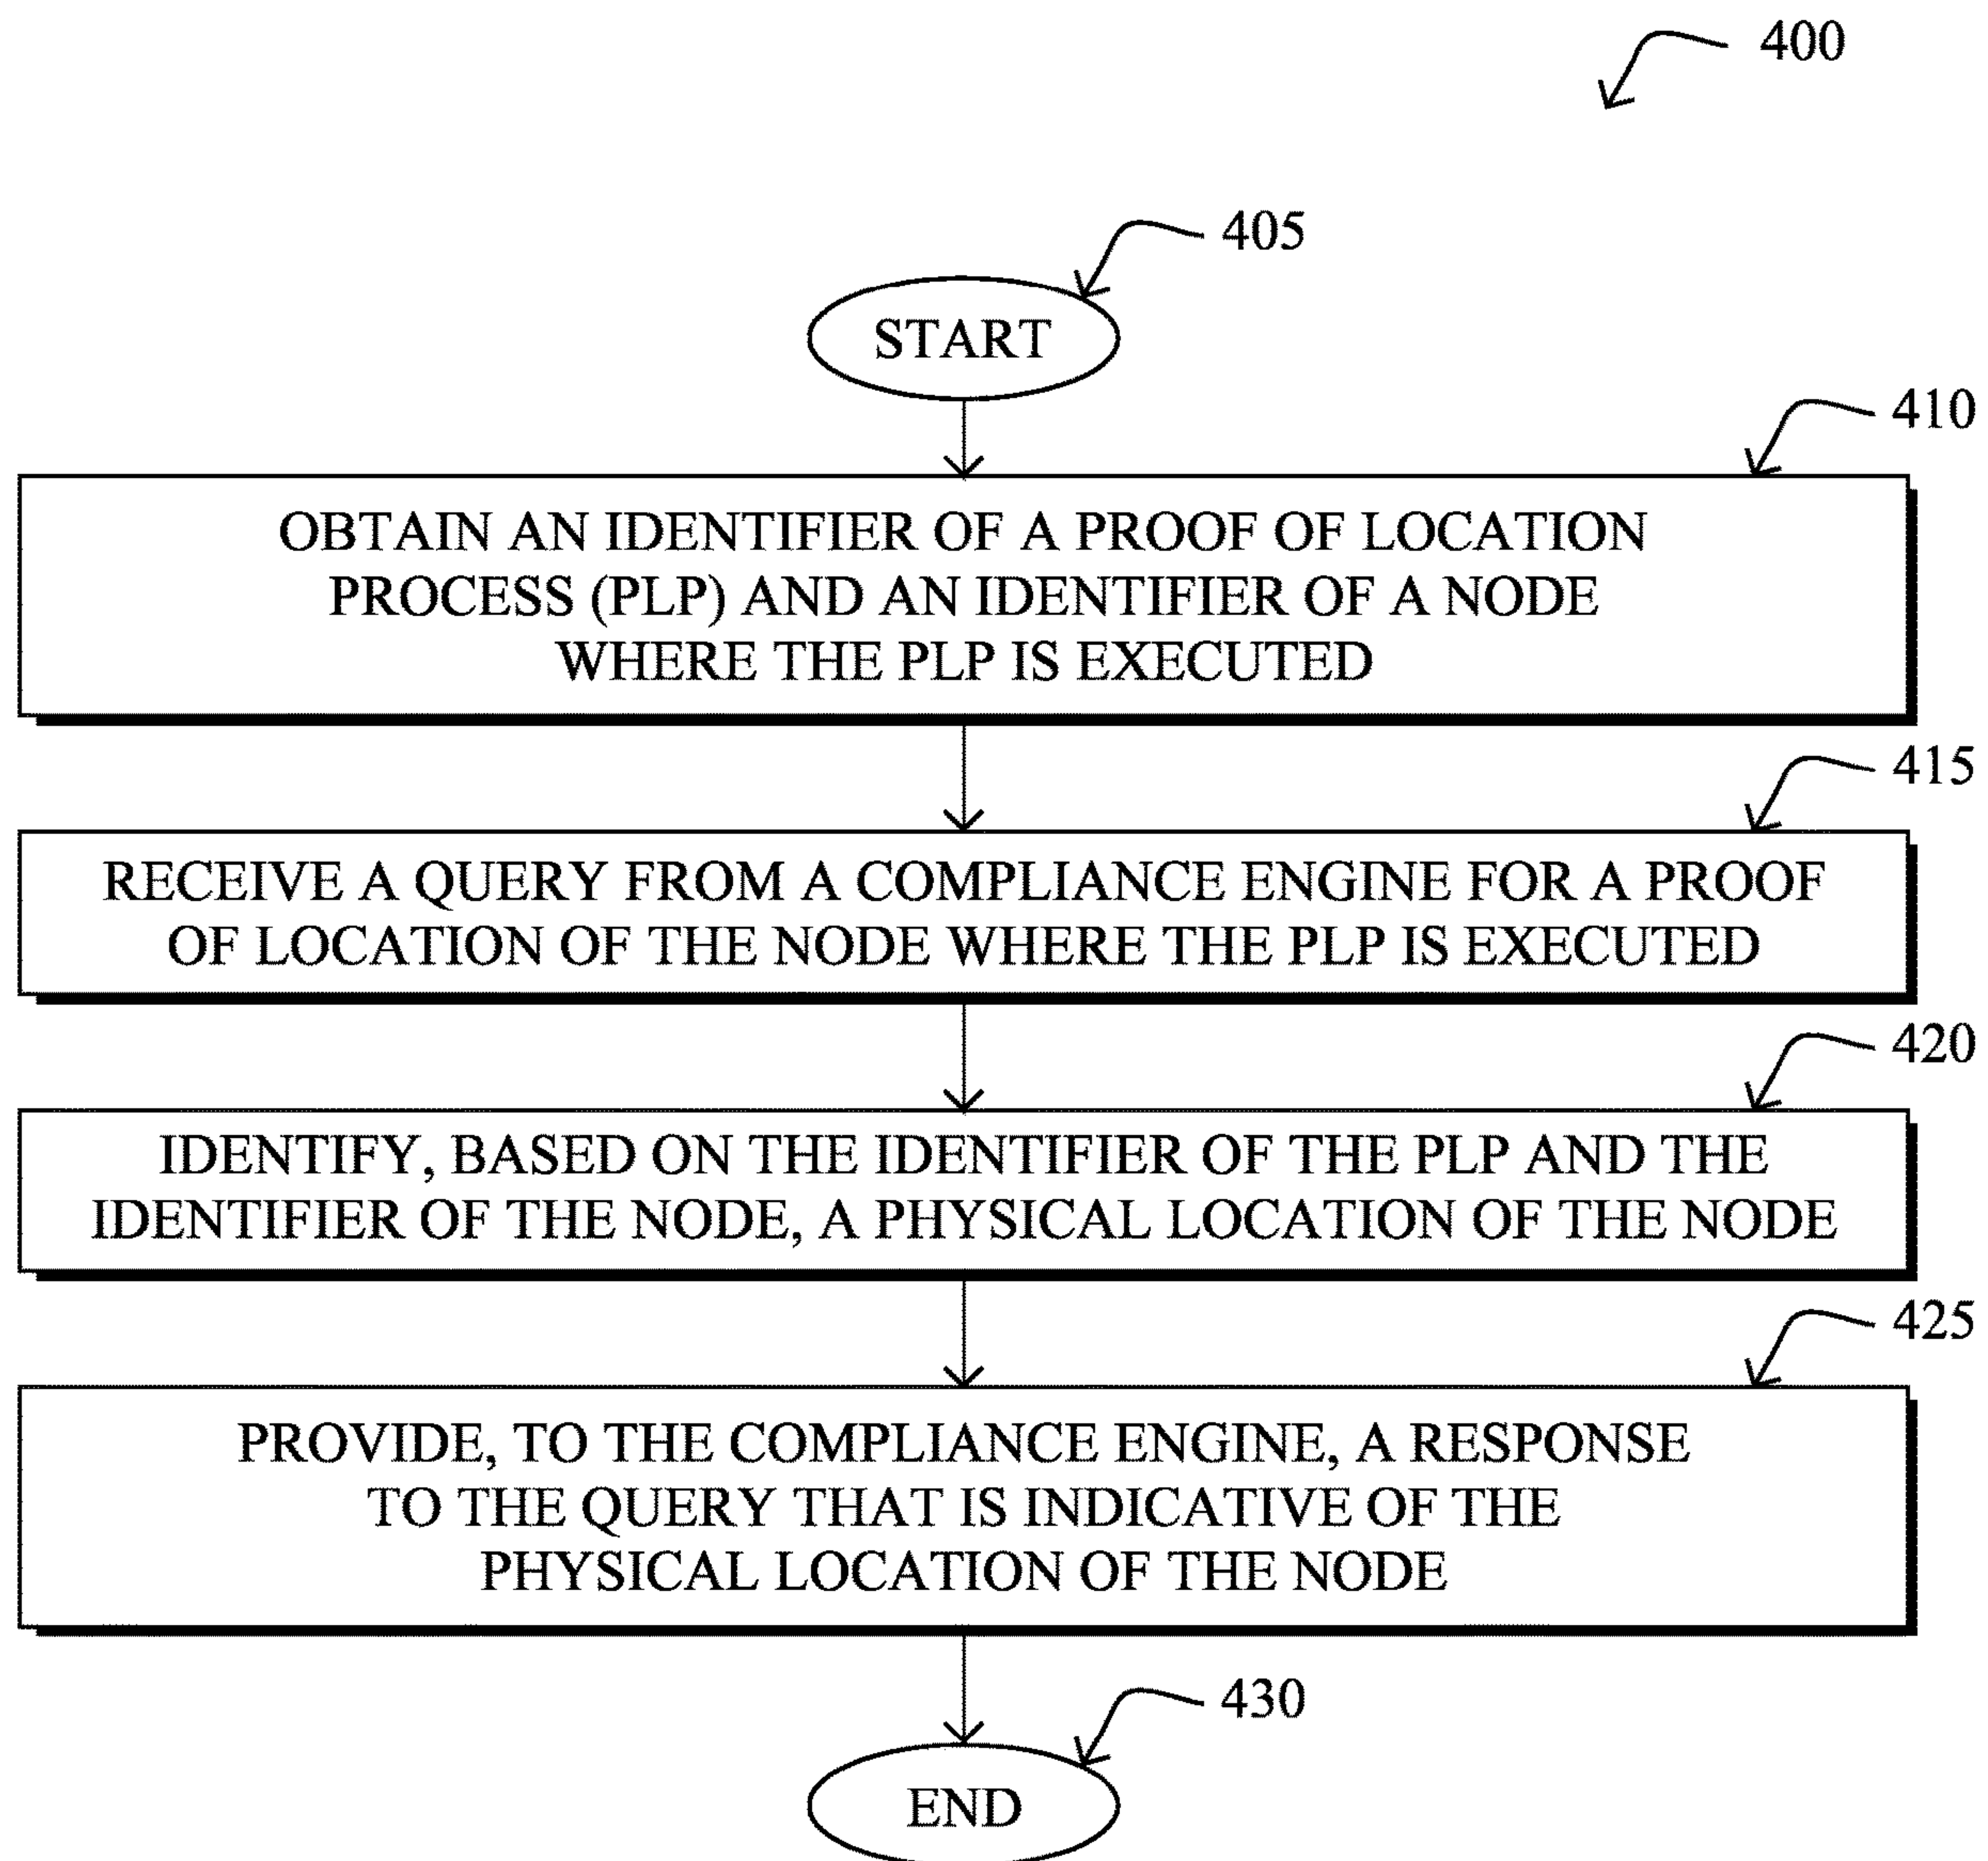 400
405
START
410
OBTAIN AN IDENTIFIER OF A PROOF OF LOCATION
PROCESS (PLP) AND AN IDENTIFIER OF A NODE
WHERE THE PLP IS EXECUTED
415
RECEIVE A QUERY FROM A COMPLIANCE ENGINE FOR A PROOF
OF LOCATION OF THE NODE WHERE THE PLP IS EXECUTED
420
IDENTIFY, BASED ON THE IDENTIFIER OF THE PLP AND THE
IDENTIFIER OF THE NODE, A PHYSICAL LOCATION OF THE NODE
425
PROVIDE, TO THE COMPLIANCE ENGINE, A RESPONSE
TO THE QUERY THAT IS INDICATIVE OF THE
PHYSICAL LOCATION OF THE NODE
430
END